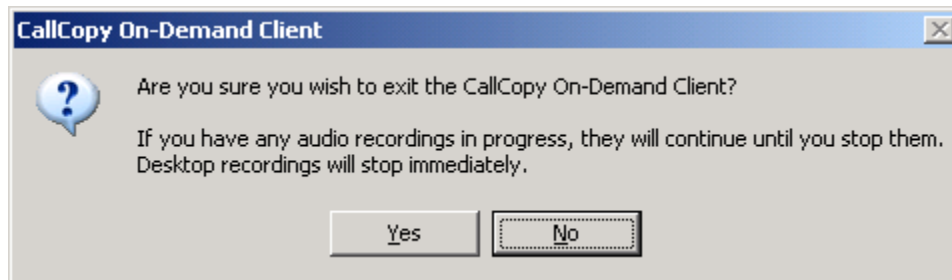 CallCopy On-Demand Client
Are you sure you wish to exit the CallCopy On-Demand Client?
If you have any audio recordings in progress, they will continue until you stop them.
Desktop recordings will stop immediately.
Yes
No